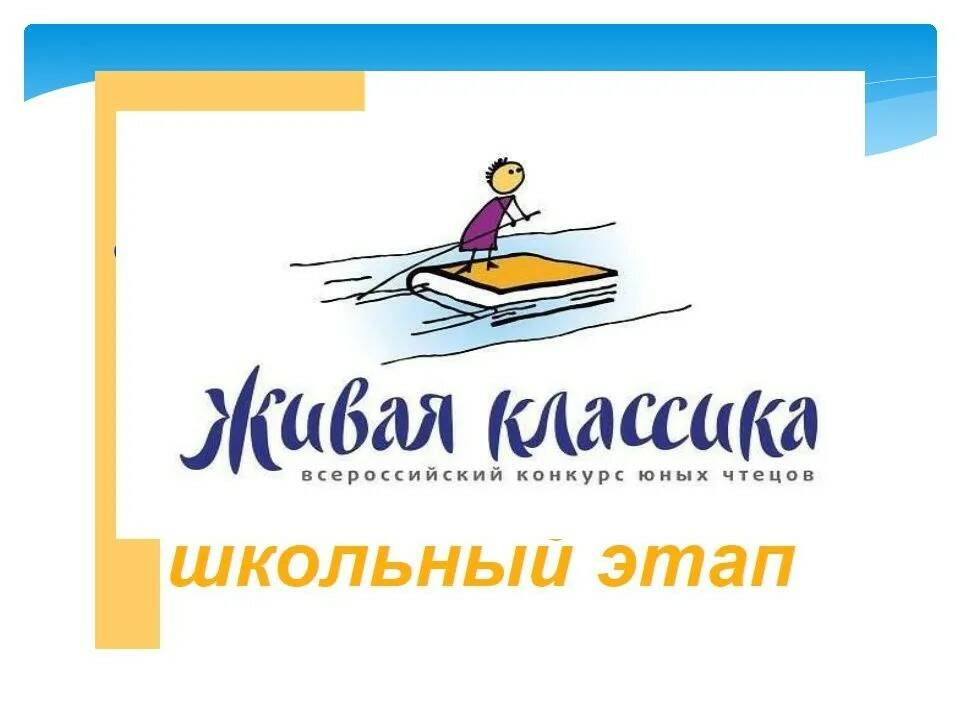 Живая классика
всероссийский конкурс юных чтецов
школьный этап